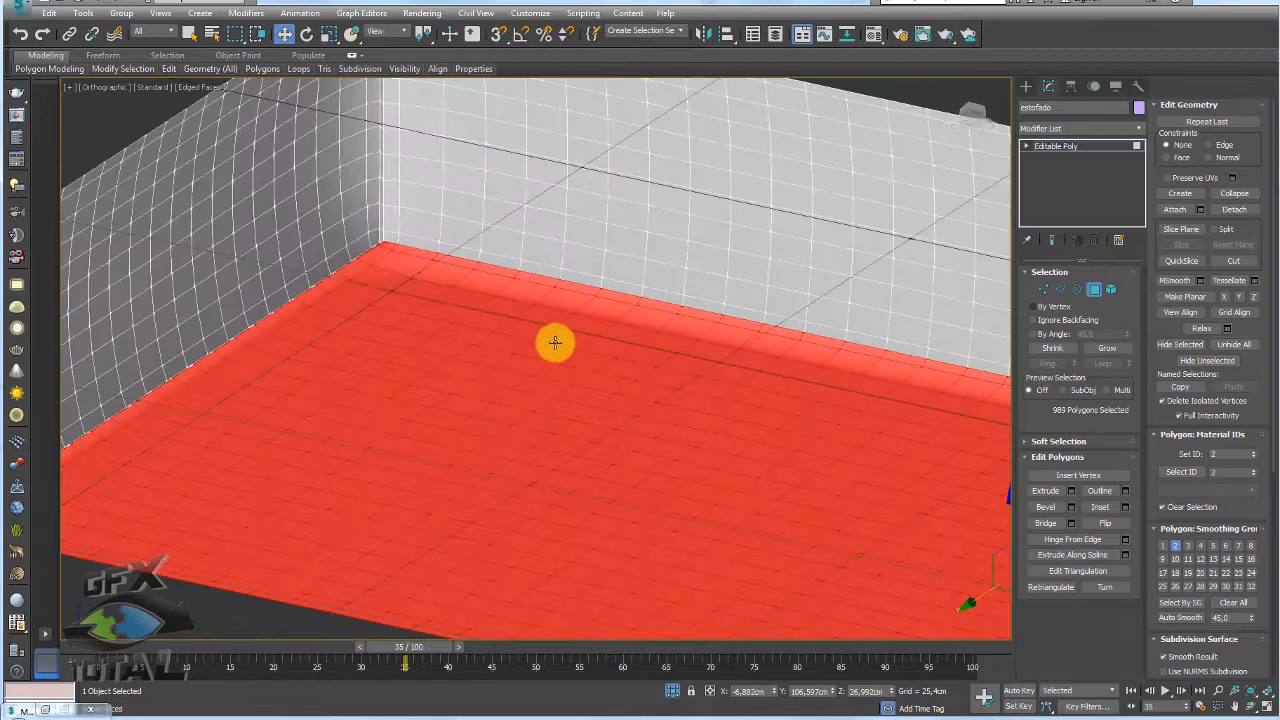 Edit Tools Group Views Create Modifiers Animation Graph Editors Rendering Civil View Customize Scripting Content Help
All View Create Selection Se
Modeling Freeform Selection Object Paint Populate
Polygon Modeling Modify Selection Edit Geometry (All) Polygons Loops Tris Subdivision Visibility Align Properties
[+] [Orthographic] [Standard] [Edged Faces]
estofado
Modifier List
Editable Poly
Selection
By Vertex
Ignore Backfacing
By Angle: 45,0
Shrink Grow
Ring Loop
Preview Selection
Off SubObj Multi
989 Polygons Selected
Soft Selection
Edit Polygons
Insert Vertex
Extrude Outline
Bevel Inset
Bridge Flip
Hinge From Edge
Extrude Along Spline
Edit Triangulation
Retriangulate Turn
Edit Geometry
Repeat Last
Constraints
None Edge
Face Normal
Preserve UVs
Create Collapse
Attach Detach
Slice Plane Split
Slice Reset Plane
QuickSlice Cut
MSmooth Tessellate
Make Planar X Y Z
View Align Grid Align
Relax
Hide Selected Unhide All
Hide Unselected
Named Selections:
Copy Paste
Delete Isolated Vertices
Full Interactivity
Polygon: Material IDs
Set ID: 2
Select ID 2
Clear Selection
Polygon: Smoothing Gro
1 2 3 4 5 6 7 8
9 10 11 12 13 14 15 16
17 18 19 20 21 22 23 24
25 26 27 28 29 30 31 32
Select By SG Clear All
Auto Smooth 45,0
Subdivision Surface
Smooth Result
Use NURMS Subdivision
GFX
TOTAL
< 35 / 100 >
10 15 20 25 30 35 40 45 50 55 60 65 70 75 80 85 90 95 100
1 Object Selected
X: -6,882cm Y: 106,597cm Z: 26,992cm Grid = 25,4cm
Add Time Tag
Auto Key Selected
Set Key Key Filters...
35